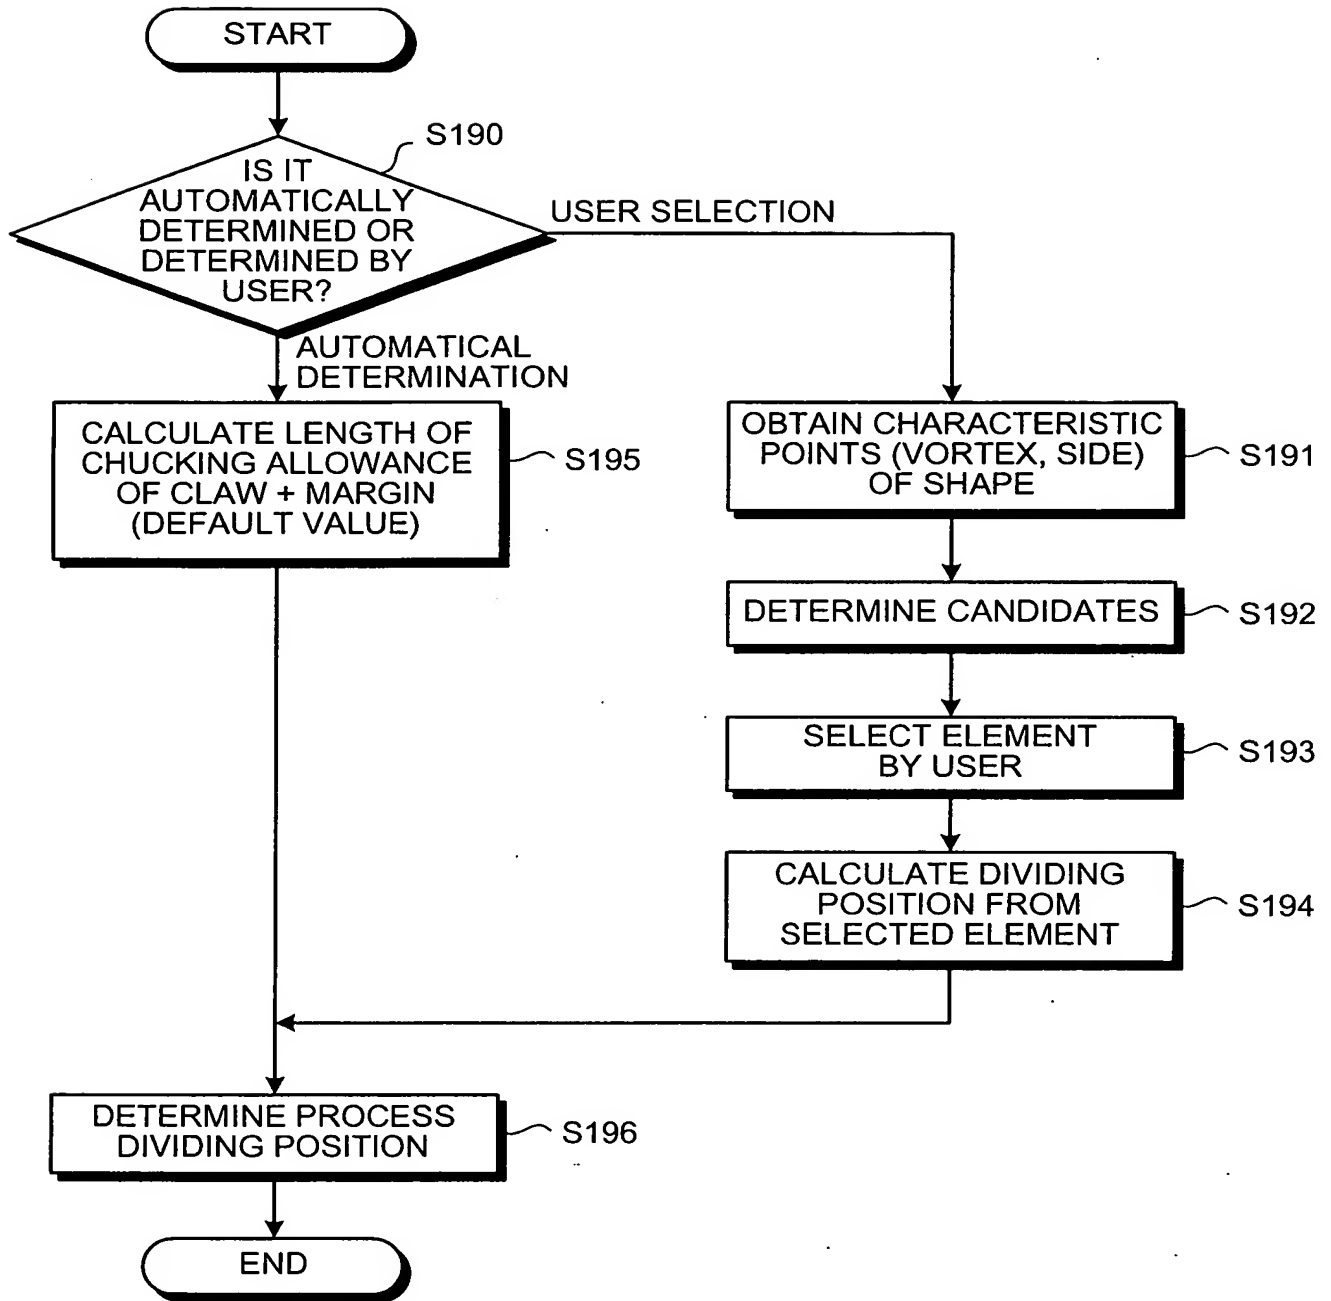 START
S190
IS IT
AUTOMATICALLY
DETERMINED OR
DETERMINED BY
USER?
USER SELECTION
AUTOMATICAL
DETERMINATION
CALCULATE LENGTH OF
CHUCKING ALLOWANCE
OF CLAW + MARGIN
(DEFAULT VALUE)
S195
OBTAIN CHARACTERISTIC
POINTS (VORTEX, SIDE)
OF SHAPE
S191
DETERMINE CANDIDATES
S192
SELECT ELEMENT
BY USER
S193
CALCULATE DIVIDING
POSITION FROM
SELECTED ELEMENT
S194
DETERMINE PROCESS
DIVIDING POSITION
S196
END